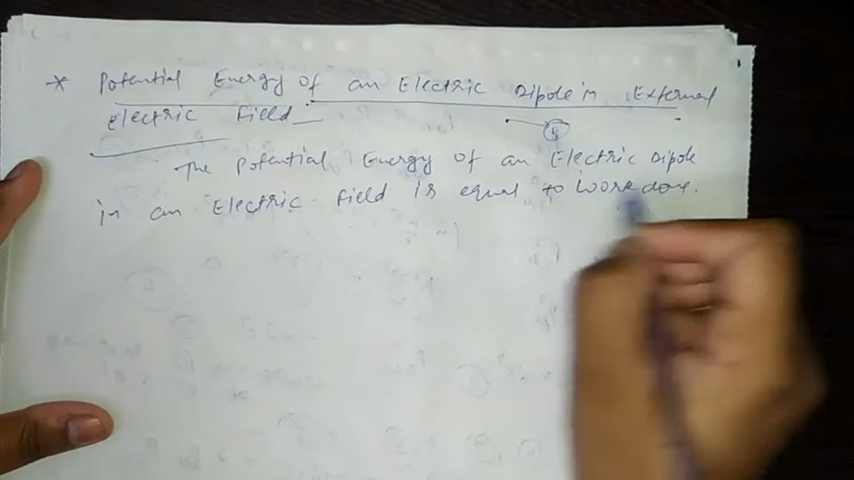 * Potential Energy of an Electric Dipole in External
Electric Field
The Potential Energy of an Electric Dipole
in an Electric Field is equal to Work done.